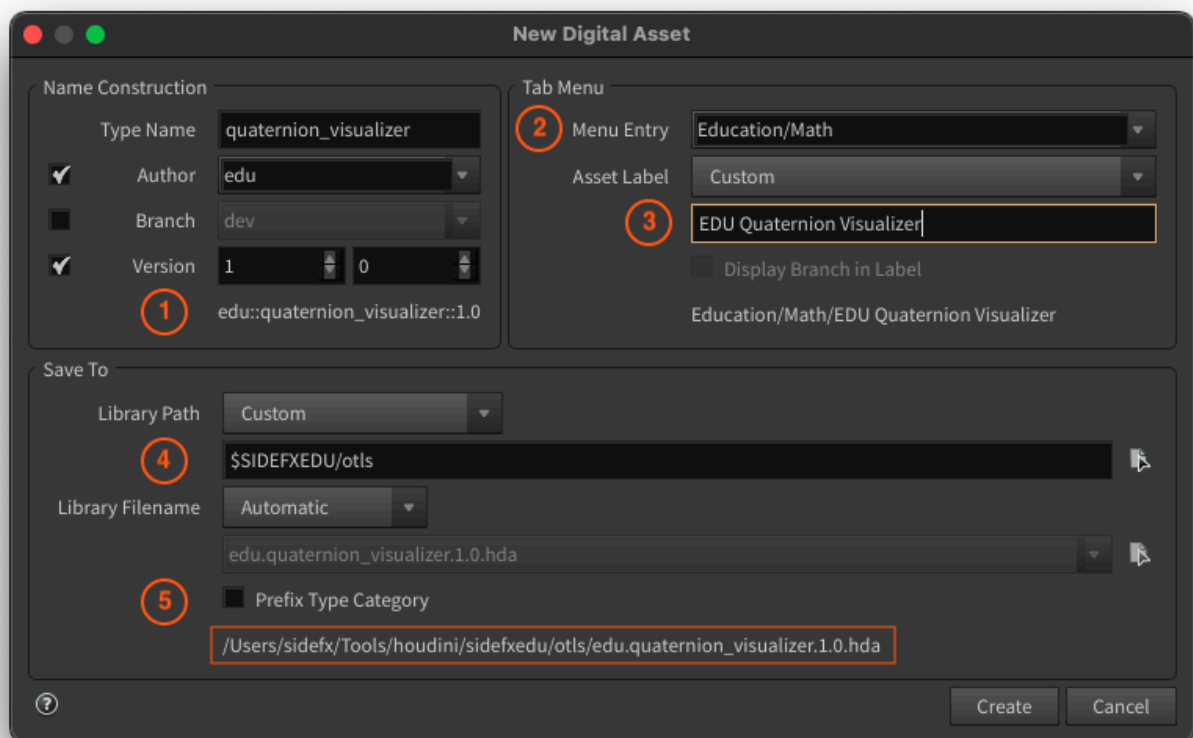 New Digital Asset
Name Construction
Type Name quaternion_visualizer
Author edu
Branch dev
Version 1 0
1 edu::quaternion_visualizer::1.0
Tab Menu
2 Menu Entry Education/Math
Asset Label Custom
3 EDU Quaternion Visualizer
Display Branch in Label
Education/Math/EDU Quaternion Visualizer
Save To
Library Path Custom
4 $SIDEFXEDU/otls
Library Filename Automatic
edu.quaternion_visualizer.1.0.hda
5 Prefix Type Category
/Users/sidefx/Tools/houdini/sidefxedu/otls/edu.quaternion_visualizer.1.0.hda
? Create Cancel